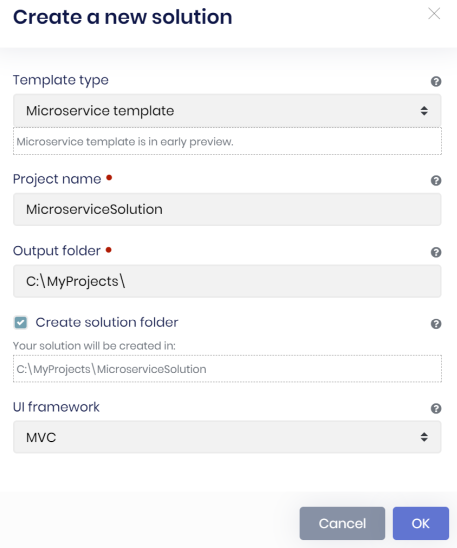 Create a new solution
Template type
Microservice template
Microservice template is in early preview.
Project name
MicroserviceSolution
Output folder
C:\MyProjects\
Create solution folder
Your solution will be created in:
C:\MyProjects\MicroserviceSolution
UI framework
MVC
Cancel OK